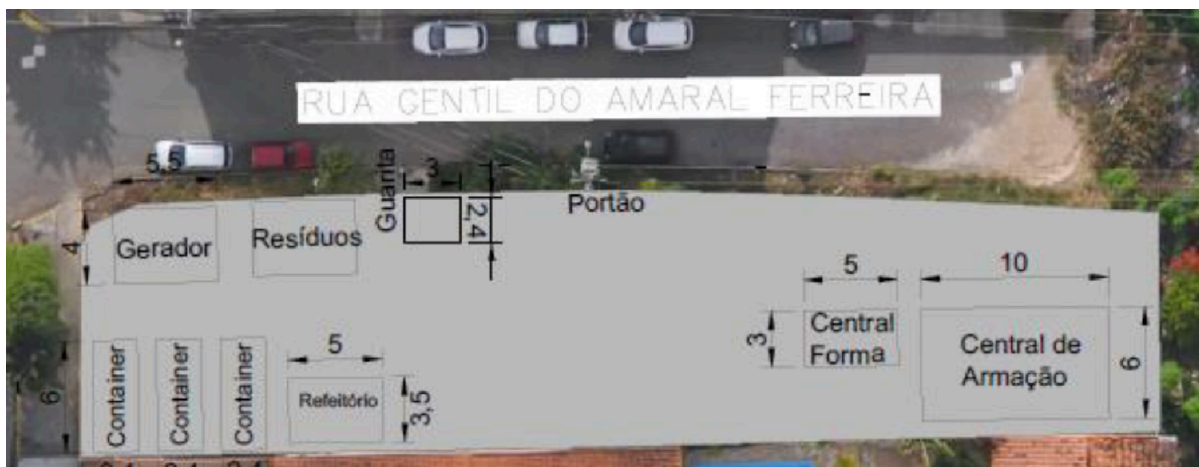 RUA GENTIL DO AMARAL FERREIRA
5,5
Guarita
3
2,4
Portão
4
Gerador
Resíduos
5
10
3
Central
Forma
Central de
Armação
6
6
Container
Container
Container
5
Refeitório
3,5